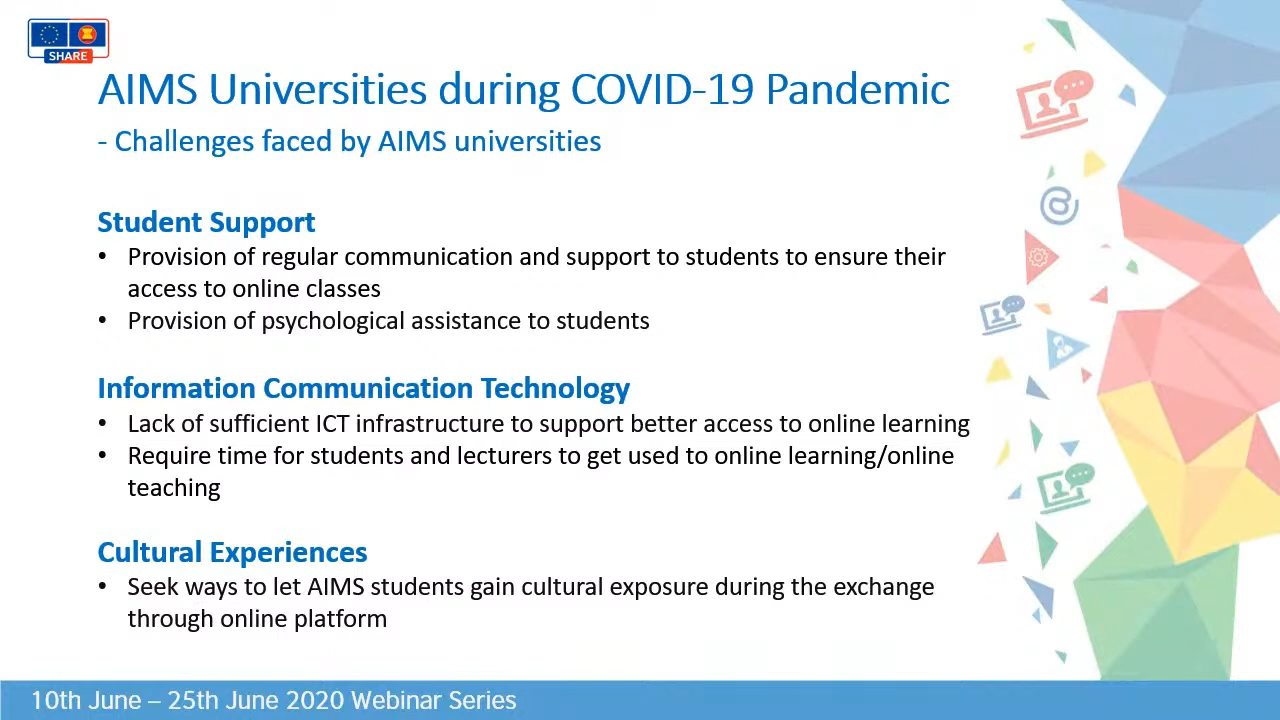 SHARE
AIMS Universities during COVID-19 Pandemic
- Challenges faced by AIMS universities
Student Support
• Provision of regular communication and support to students to ensure their
access to online classes
• Provision of psychological assistance to students
Information Communication Technology
• Lack of sufficient ICT infrastructure to support better access to online learning
• Require time for students and lecturers to get used to online learning/online
teaching
Cultural Experiences
• Seek ways to let AIMS students gain cultural exposure during the exchange
through online platform
@
10th June – 25th June 2020 Webinar Series